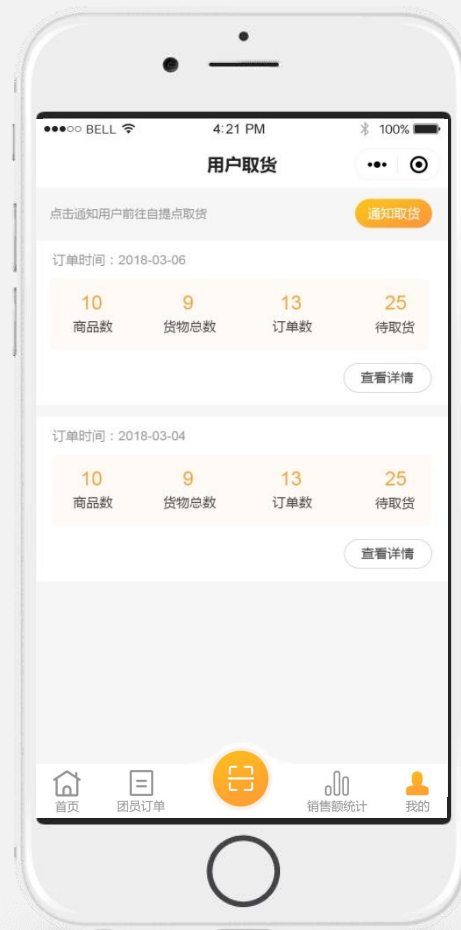 ●●●○○ BELL 4:21 PM 100%
用户取货
点击通知用户前往自提点取货 通知取货
订单时间：2018-03-06
10 9 13 25
商品数 货物总数 订单数 待取货
查看详情
订单时间：2018-03-04
10 9 13 25
商品数 货物总数 订单数 待取货
查看详情
首页 团员订单 销售额统计 我的